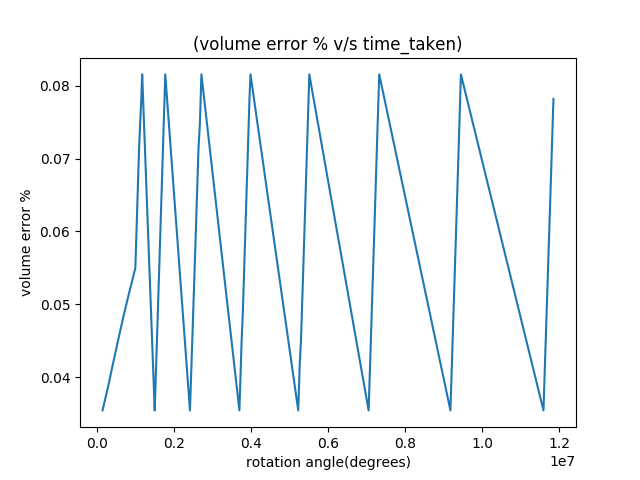 (volume error % v/s time_taken)
0.08
0.07
0.06
0.05
0.04
volume error %
0.0 0.2 0.4 0.6 0.8 1.0 1.2
1e7
rotation angle(degrees)